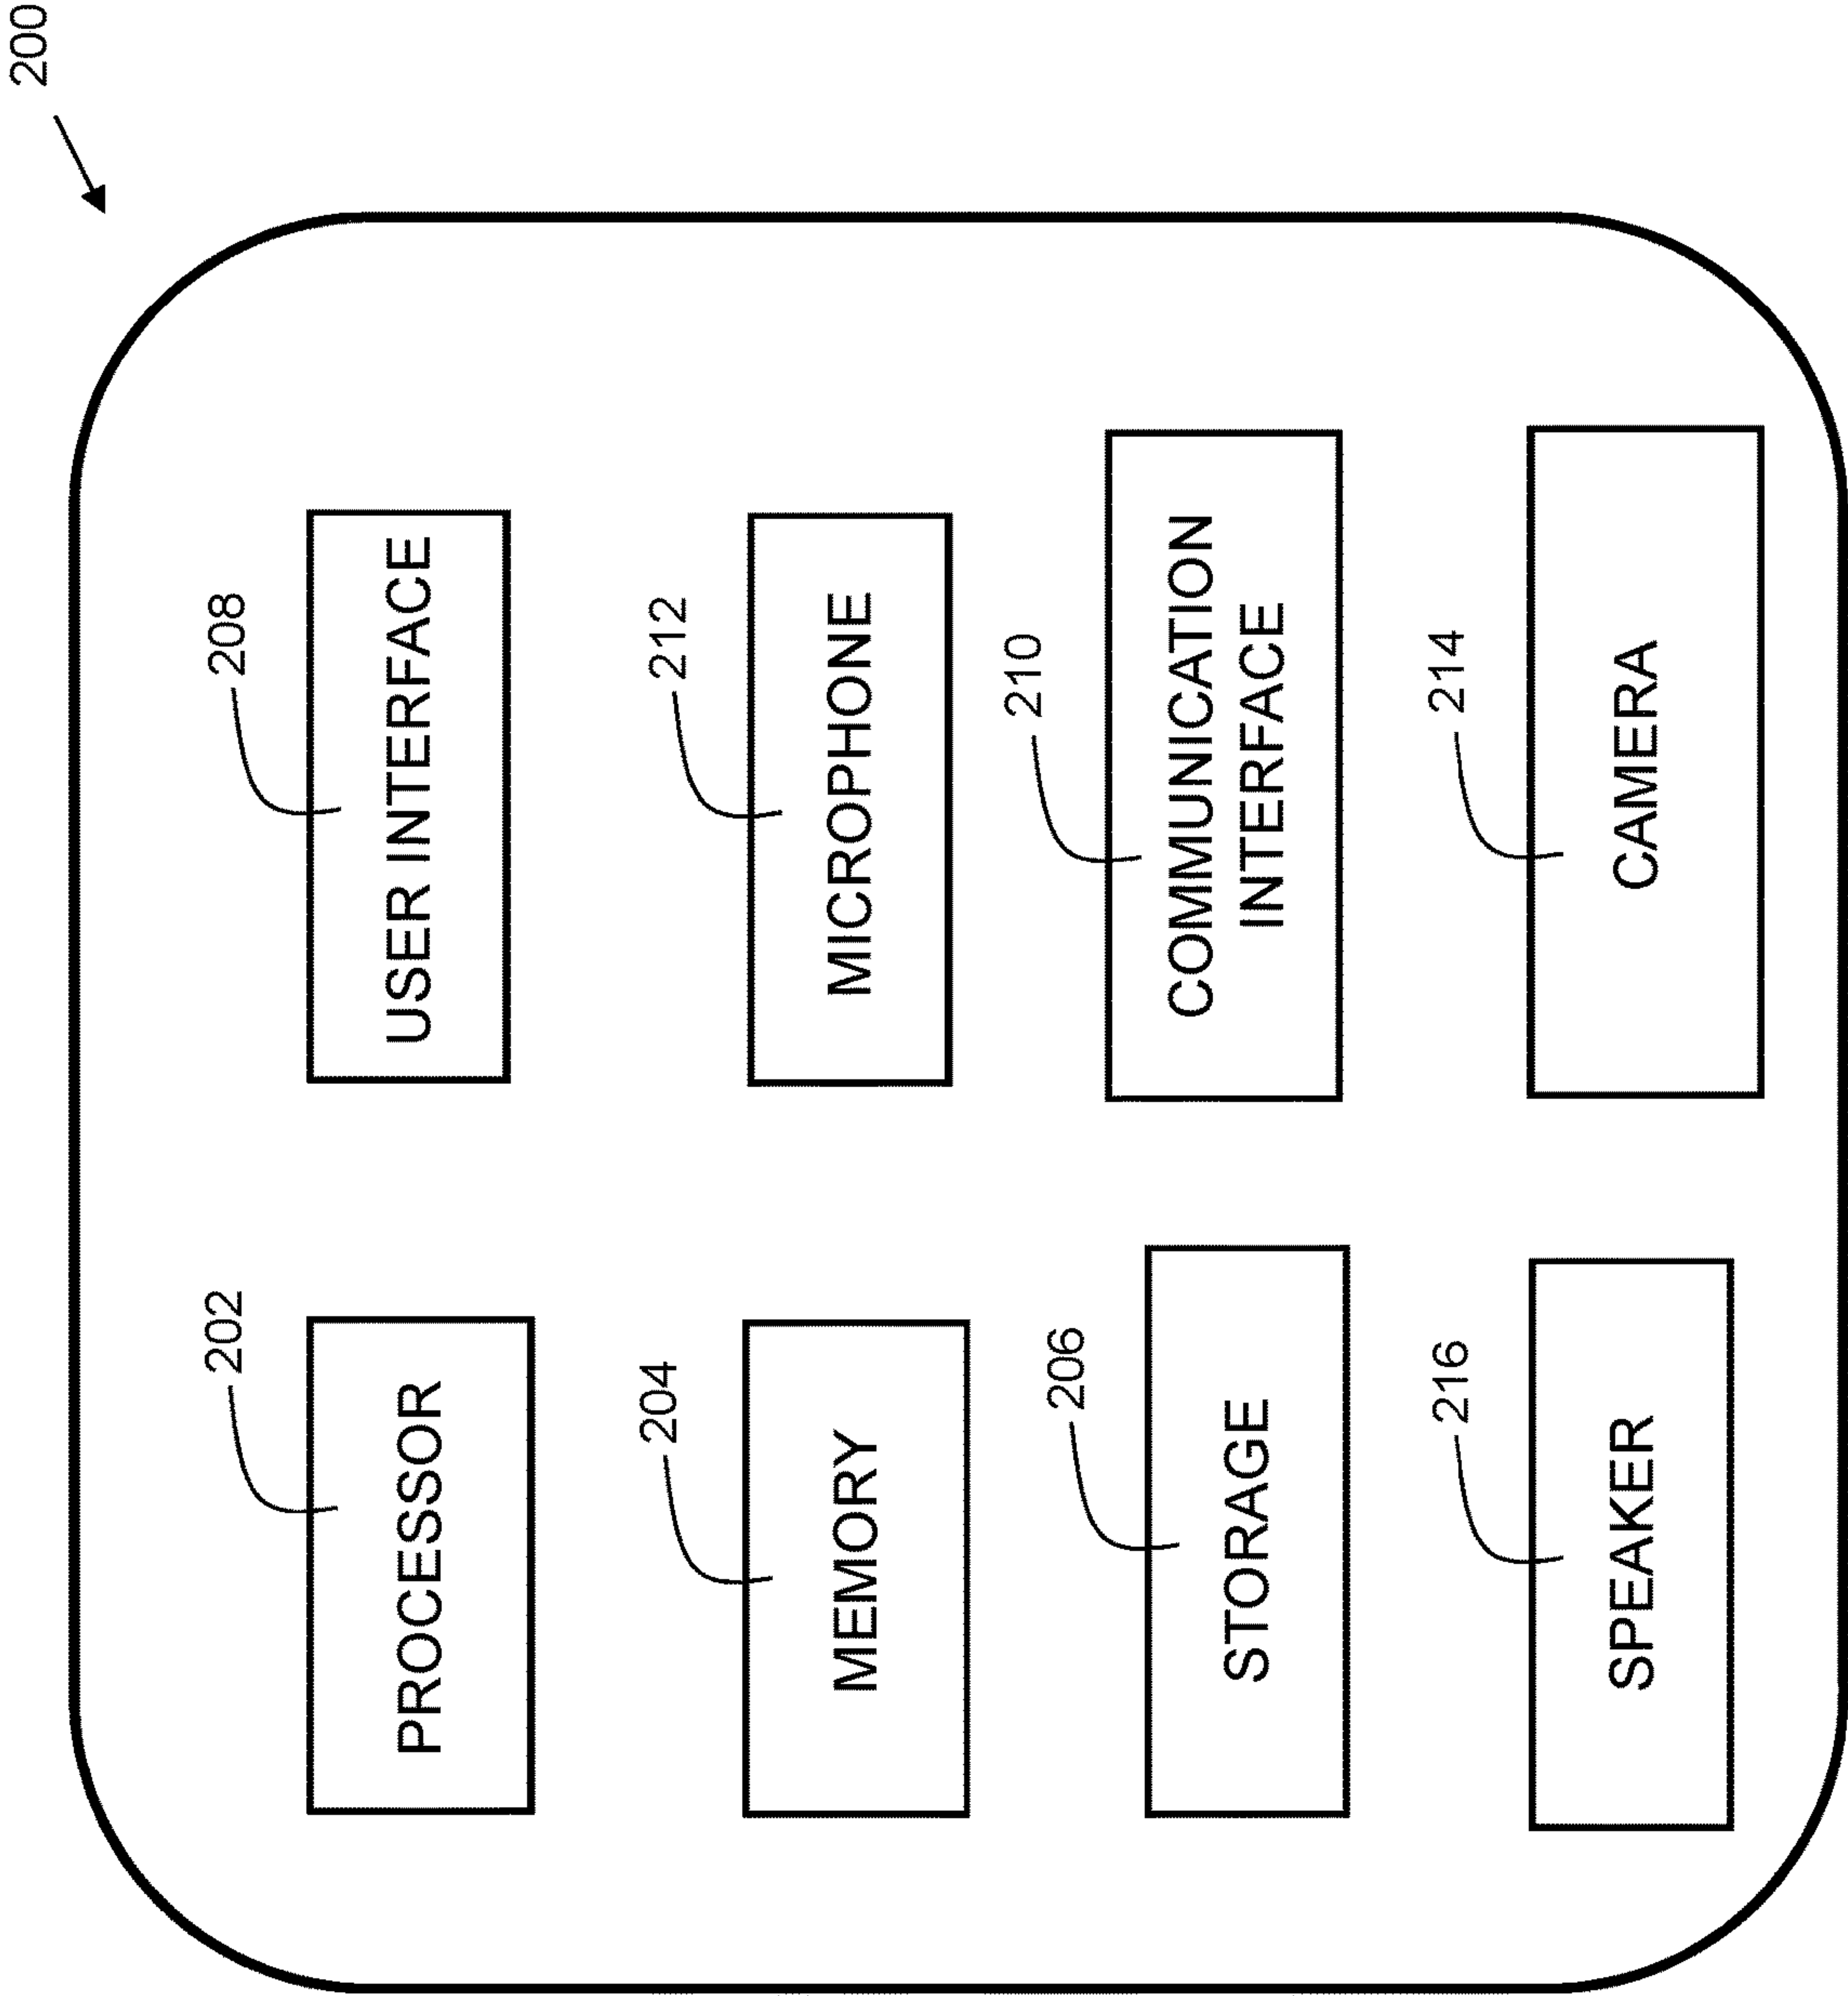 200
202
PROCESSOR
208
USER INTERFACE
204
MEMORY
212
MICROPHONE
206
STORAGE
210
COMMUNICATION
INTERFACE
216
SPEAKER
214
CAMERA